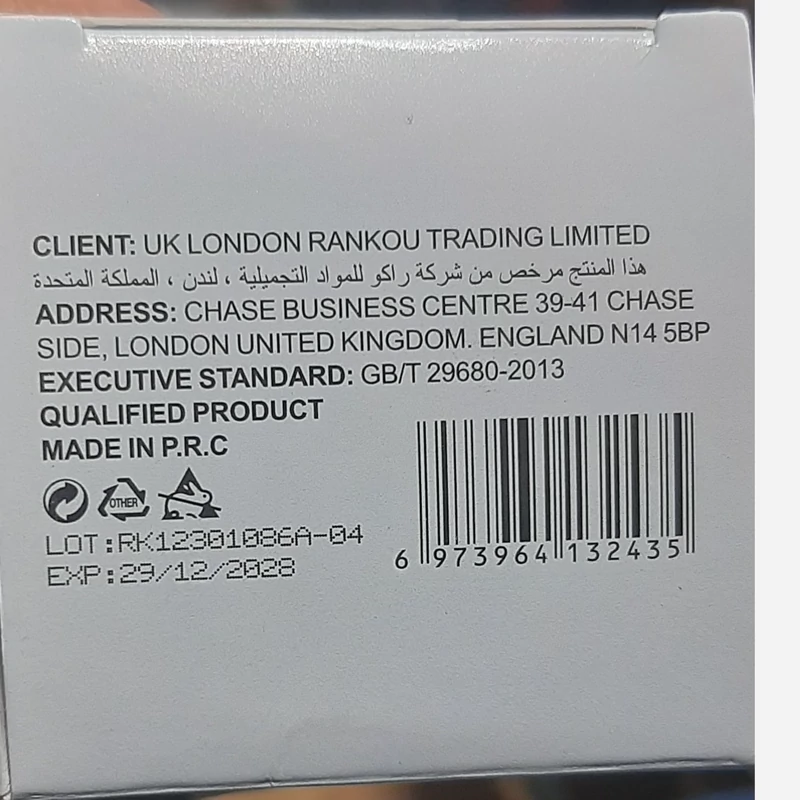 CLIENT: UK LONDON RANKOU TRADING LIMITED
هذا المنتج مرخص من شركة راكو للمواد التجميلية ، لندن ، المملكة المتحدة
ADDRESS: CHASE BUSINESS CENTRE 39-41 CHASE
SIDE, LONDON UNITED KINGDOM. ENGLAND N14 5BP
EXECUTIVE STANDARD: GB/T 29680-2013
QUALIFIED PRODUCT
MADE IN P.R.C
OTHER
LOT:RK12301086A-04
EXP:29/12/2028
6 973964 132435